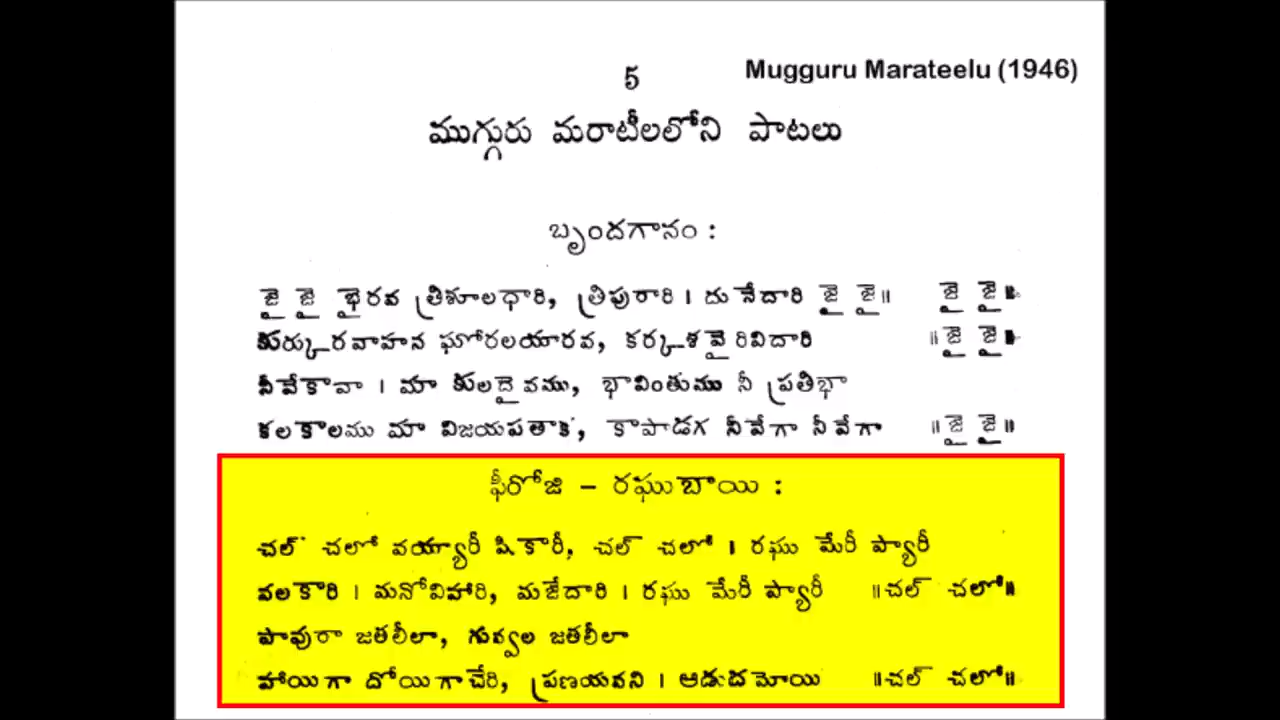 Mugguru Marateelu (1946)
5
ముగ్గురు మరాటీలలోని పాటలు
బృందగానం :
జై జై భైరవ త్రిశూలధారి, త్రిపురారి । దునేదారి జై జై॥ జై జై॥
కుర్కురవాహన ఘోరలయారవ, కర్కశవైరివిదారి ॥జై జై॥
నీవేకావా । మా కులదైవము, భావింతుము నీ ప్రతిభా
కలకాలము మా విజయపతాక, కాపాడగ నీవేగా నీవేగా ॥జై జై॥
ఫీరోజి – రఘుబాయి :
చల్ చలో వయ్యారీ షికారీ, చల్ చలో । రఘు మేరీ ప్యారీ
వలకారి । మనోవిహారి, మజేదారి । రఘు మేరీ ప్యారీ ॥చల్ చలో॥
పావురా జతలీలా, గువ్వల జతలీలా
హాయిగా దోయిగాచేరి, ప్రణయవని । ఆడుదమోయి ॥చల్ చలో॥